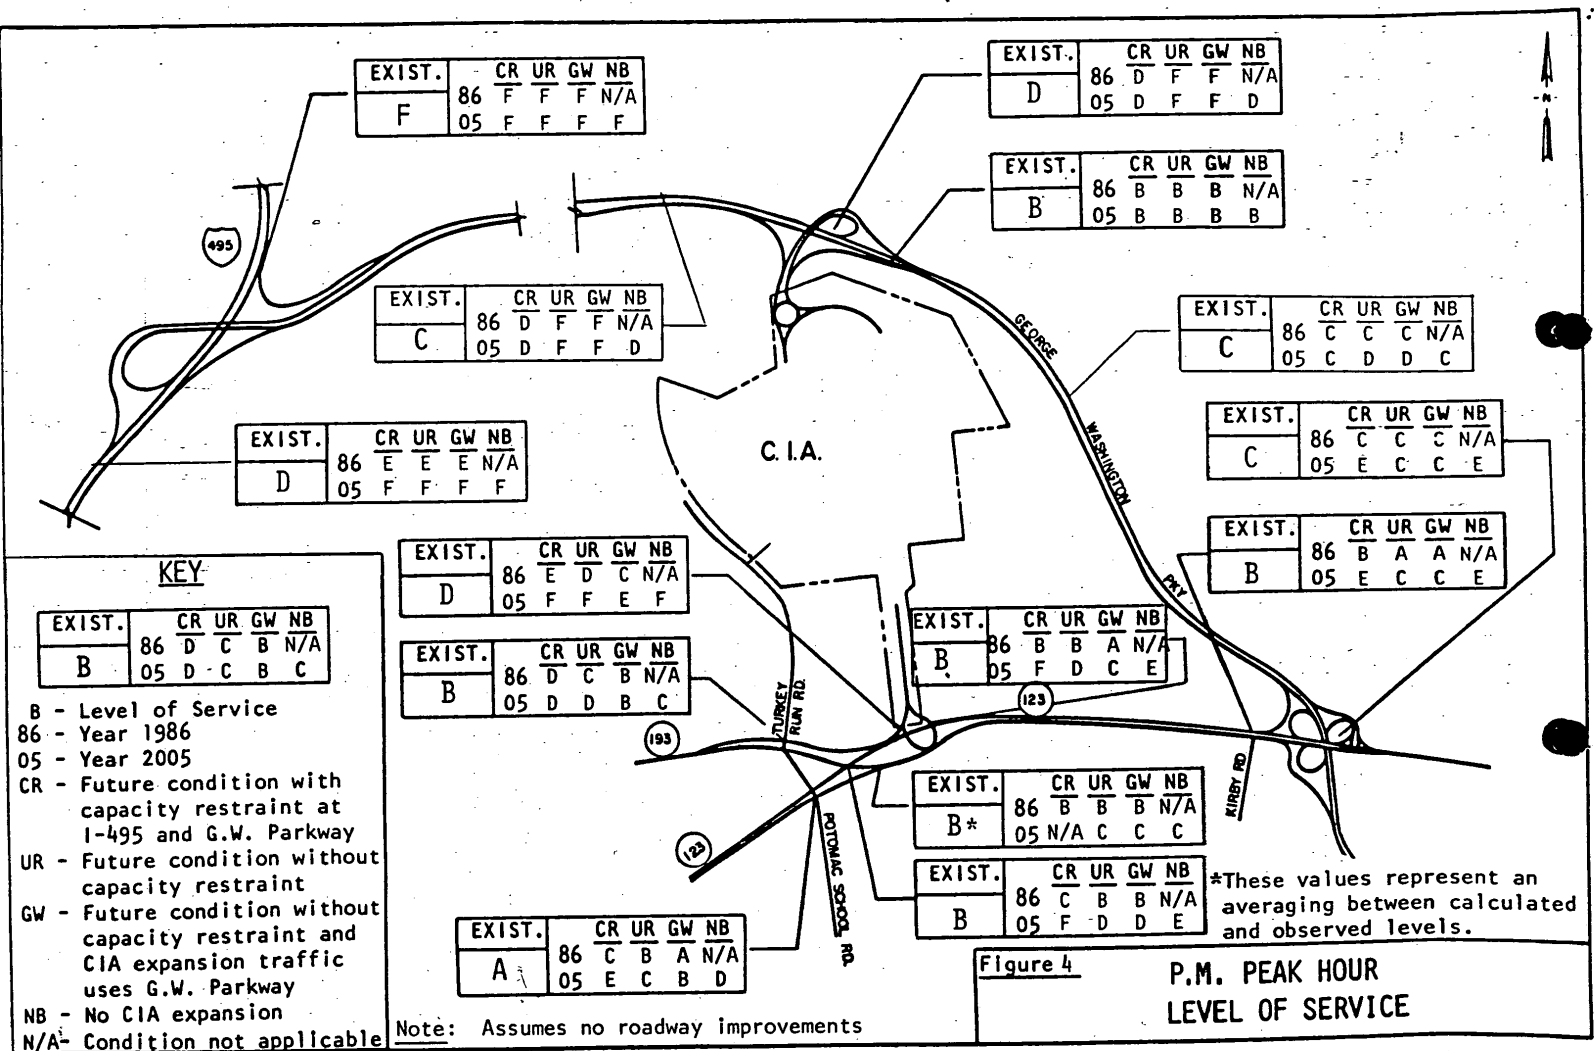 EXIST. CR UR GW NB
F 86 F F F N/A
05 F F F F
EXIST. CR UR GW NB
D 86 D F F N/A
05 D F F D
EXIST. CR UR GW NB
B 86 B B B N/A
05 B B B B
-N-
495
EXIST. CR UR GW NB
C 86 D F F N/A
05 D F F D
EXIST. CR UR GW NB
C 86 C C C N/A
05 C D D C
GEORGE
WASHINGTON
PKY
C.I.A.
EXIST. CR UR GW NB
D 86 E E E N/A
05 F F F F
EXIST. CR UR GW NB
C 86 C C C N/A
05 E C C E
EXIST. CR UR GW NB
B 86 B A A N/A
05 E C C E
EXIST. CR UR GW NB
D 86 E D C N/A
05 F F E F
EXIST. CR UR GW NB
B 86 B B A N/A
05 F D C E
EXIST. CR UR GW NB
B 86 D C B N/A
05 D D B C
TURKEY
RUN RD.
193
123
KIRBY RD
123
POTOMAC SCHOOL RD.
EXIST. CR UR GW NB
B* 86 B B B N/A
05 N/A C C C
EXIST. CR UR GW NB
B 86 C B B N/A
05 F D D E
EXIST. CR UR GW NB
A 86 C B A N/A
05 E C B D
KEY
EXIST. CR UR GW NB
B 86 D C B N/A
05 D C B C
B - Level of Service
86 - Year 1986
05 - Year 2005
CR - Future condition with
capacity restraint at
I-495 and G.W. Parkway
UR - Future condition without
capacity restraint
GW - Future condition without
capacity restraint and
CIA expansion traffic
uses G.W. Parkway
NB - No CIA expansion
N/A- Condition not applicable
Note: Assumes no roadway improvements
*These values represent an
averaging between calculated
and observed levels.
Figure 4
P.M. PEAK HOUR
LEVEL OF SERVICE